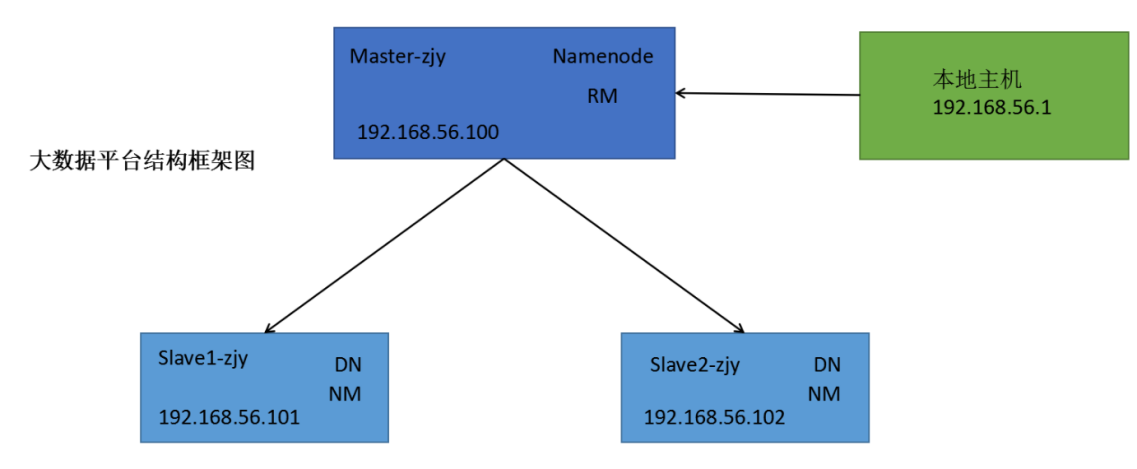 Master-zjy Namenode
RM
192.168.56.100
本地主机
192.168.56.1
大数据平台结构框架图
Slave1-zjy DN
NM
192.168.56.101
Slave2-zjy DN
NM
192.168.56.102